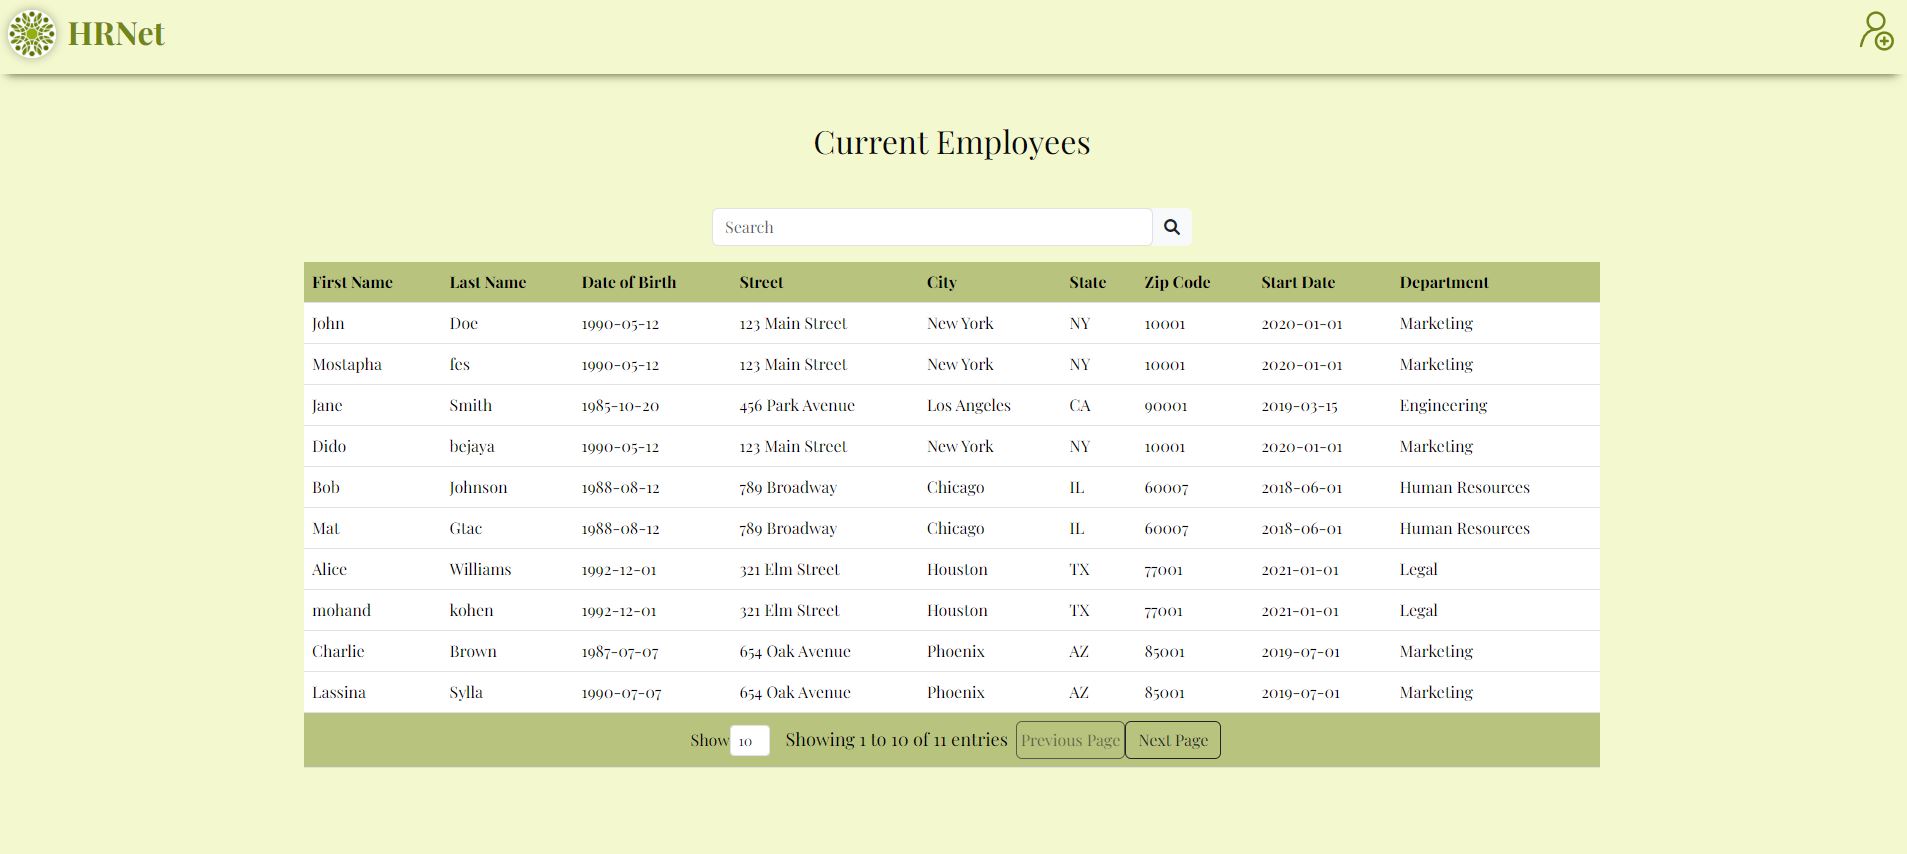 HRNet
Current Employees
Search
First Name Last Name Date of Birth Street City State Zip Code Start Date Department
John Doe 1990-05-12 123 Main Street New York NY 10001 2020-01-01 Marketing
Mostapha fes 1990-05-12 123 Main Street New York NY 10001 2020-01-01 Marketing
Jane Smith 1985-10-20 456 Park Avenue Los Angeles CA 90001 2019-03-15 Engineering
Dido bejaya 1990-05-12 123 Main Street New York NY 10001 2020-01-01 Marketing
Bob Johnson 1988-08-12 789 Broadway Chicago IL 60007 2018-06-01 Human Resources
Mat Gtac 1988-08-12 789 Broadway Chicago IL 60007 2018-06-01 Human Resources
Alice Williams 1992-12-01 321 Elm Street Houston TX 77001 2021-01-01 Legal
mohand kohen 1992-12-01 321 Elm Street Houston TX 77001 2021-01-01 Legal
Charlie Brown 1987-07-07 654 Oak Avenue Phoenix AZ 85001 2019-07-01 Marketing
Lassina Sylla 1990-07-07 654 Oak Avenue Phoenix AZ 85001 2019-07-01 Marketing
Show 10 Showing 1 to 10 of 11 entries Previous Page Next Page